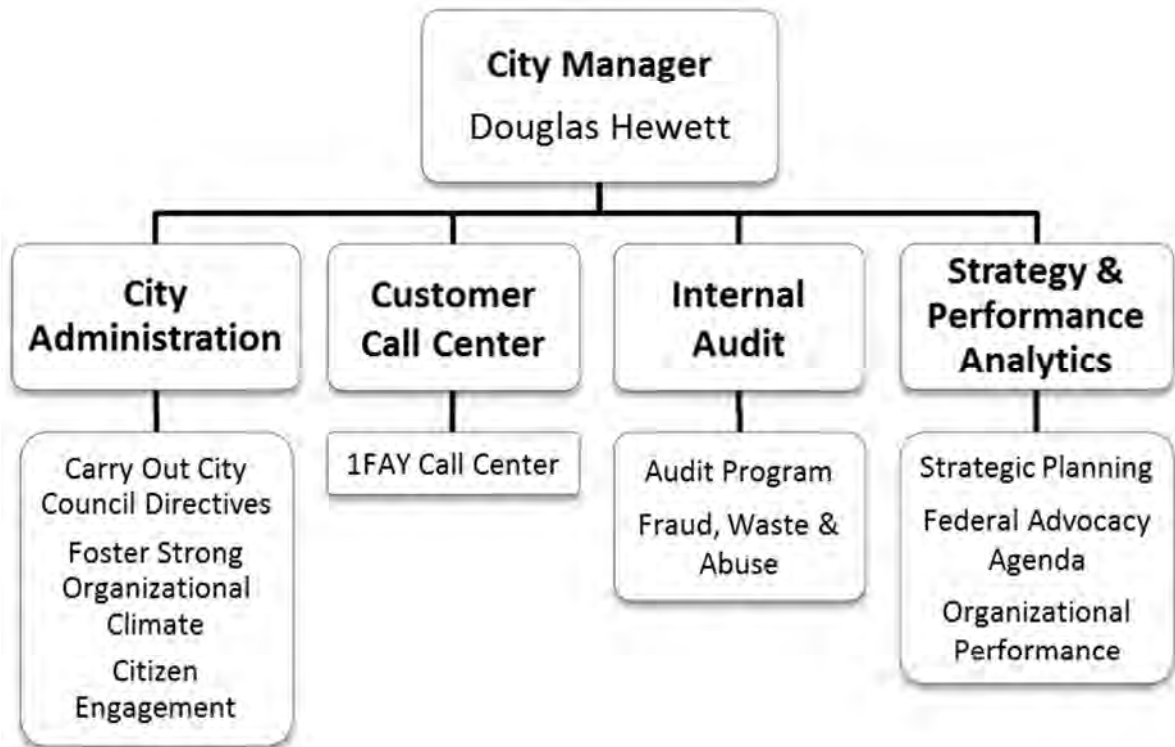 City Manager
Douglas Hewett
City
Administration
Customer
Call Center
Internal
Audit
Strategy &
Performance
Analytics
Carry Out City
Council Directives
Foster Strong
Organizational
Climate
Citizen
Engagement
1FAY Call Center
Audit Program
Fraud, Waste &
Abuse
Strategic Planning
Federal Advocacy
Agenda
Organizational
Performance